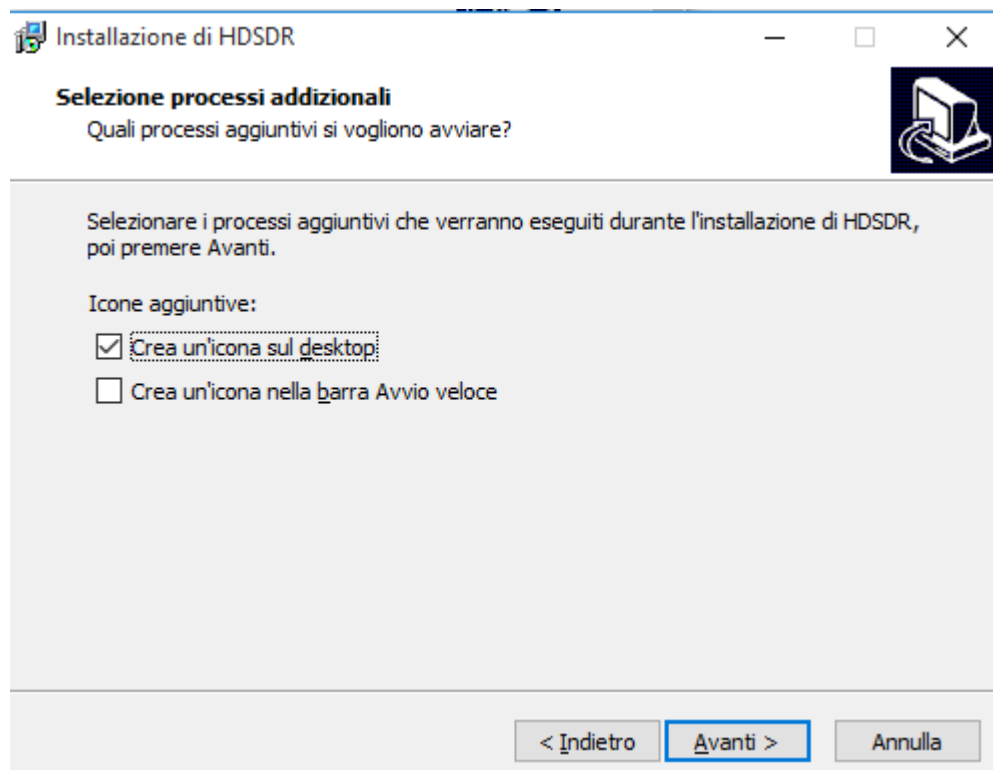 Installazione di HDSDR
Selezione processi addizionali
Quali processi aggiuntivi si vogliono avviare?
Selezionare i processi aggiuntivi che verranno eseguiti durante l'installazione di HDSDR,
poi premere Avanti.
Icone aggiuntive:
Crea un'icona sul desktop
Crea un'icona nella barra Avvio veloce
< Indietro
Avanti >
Annulla